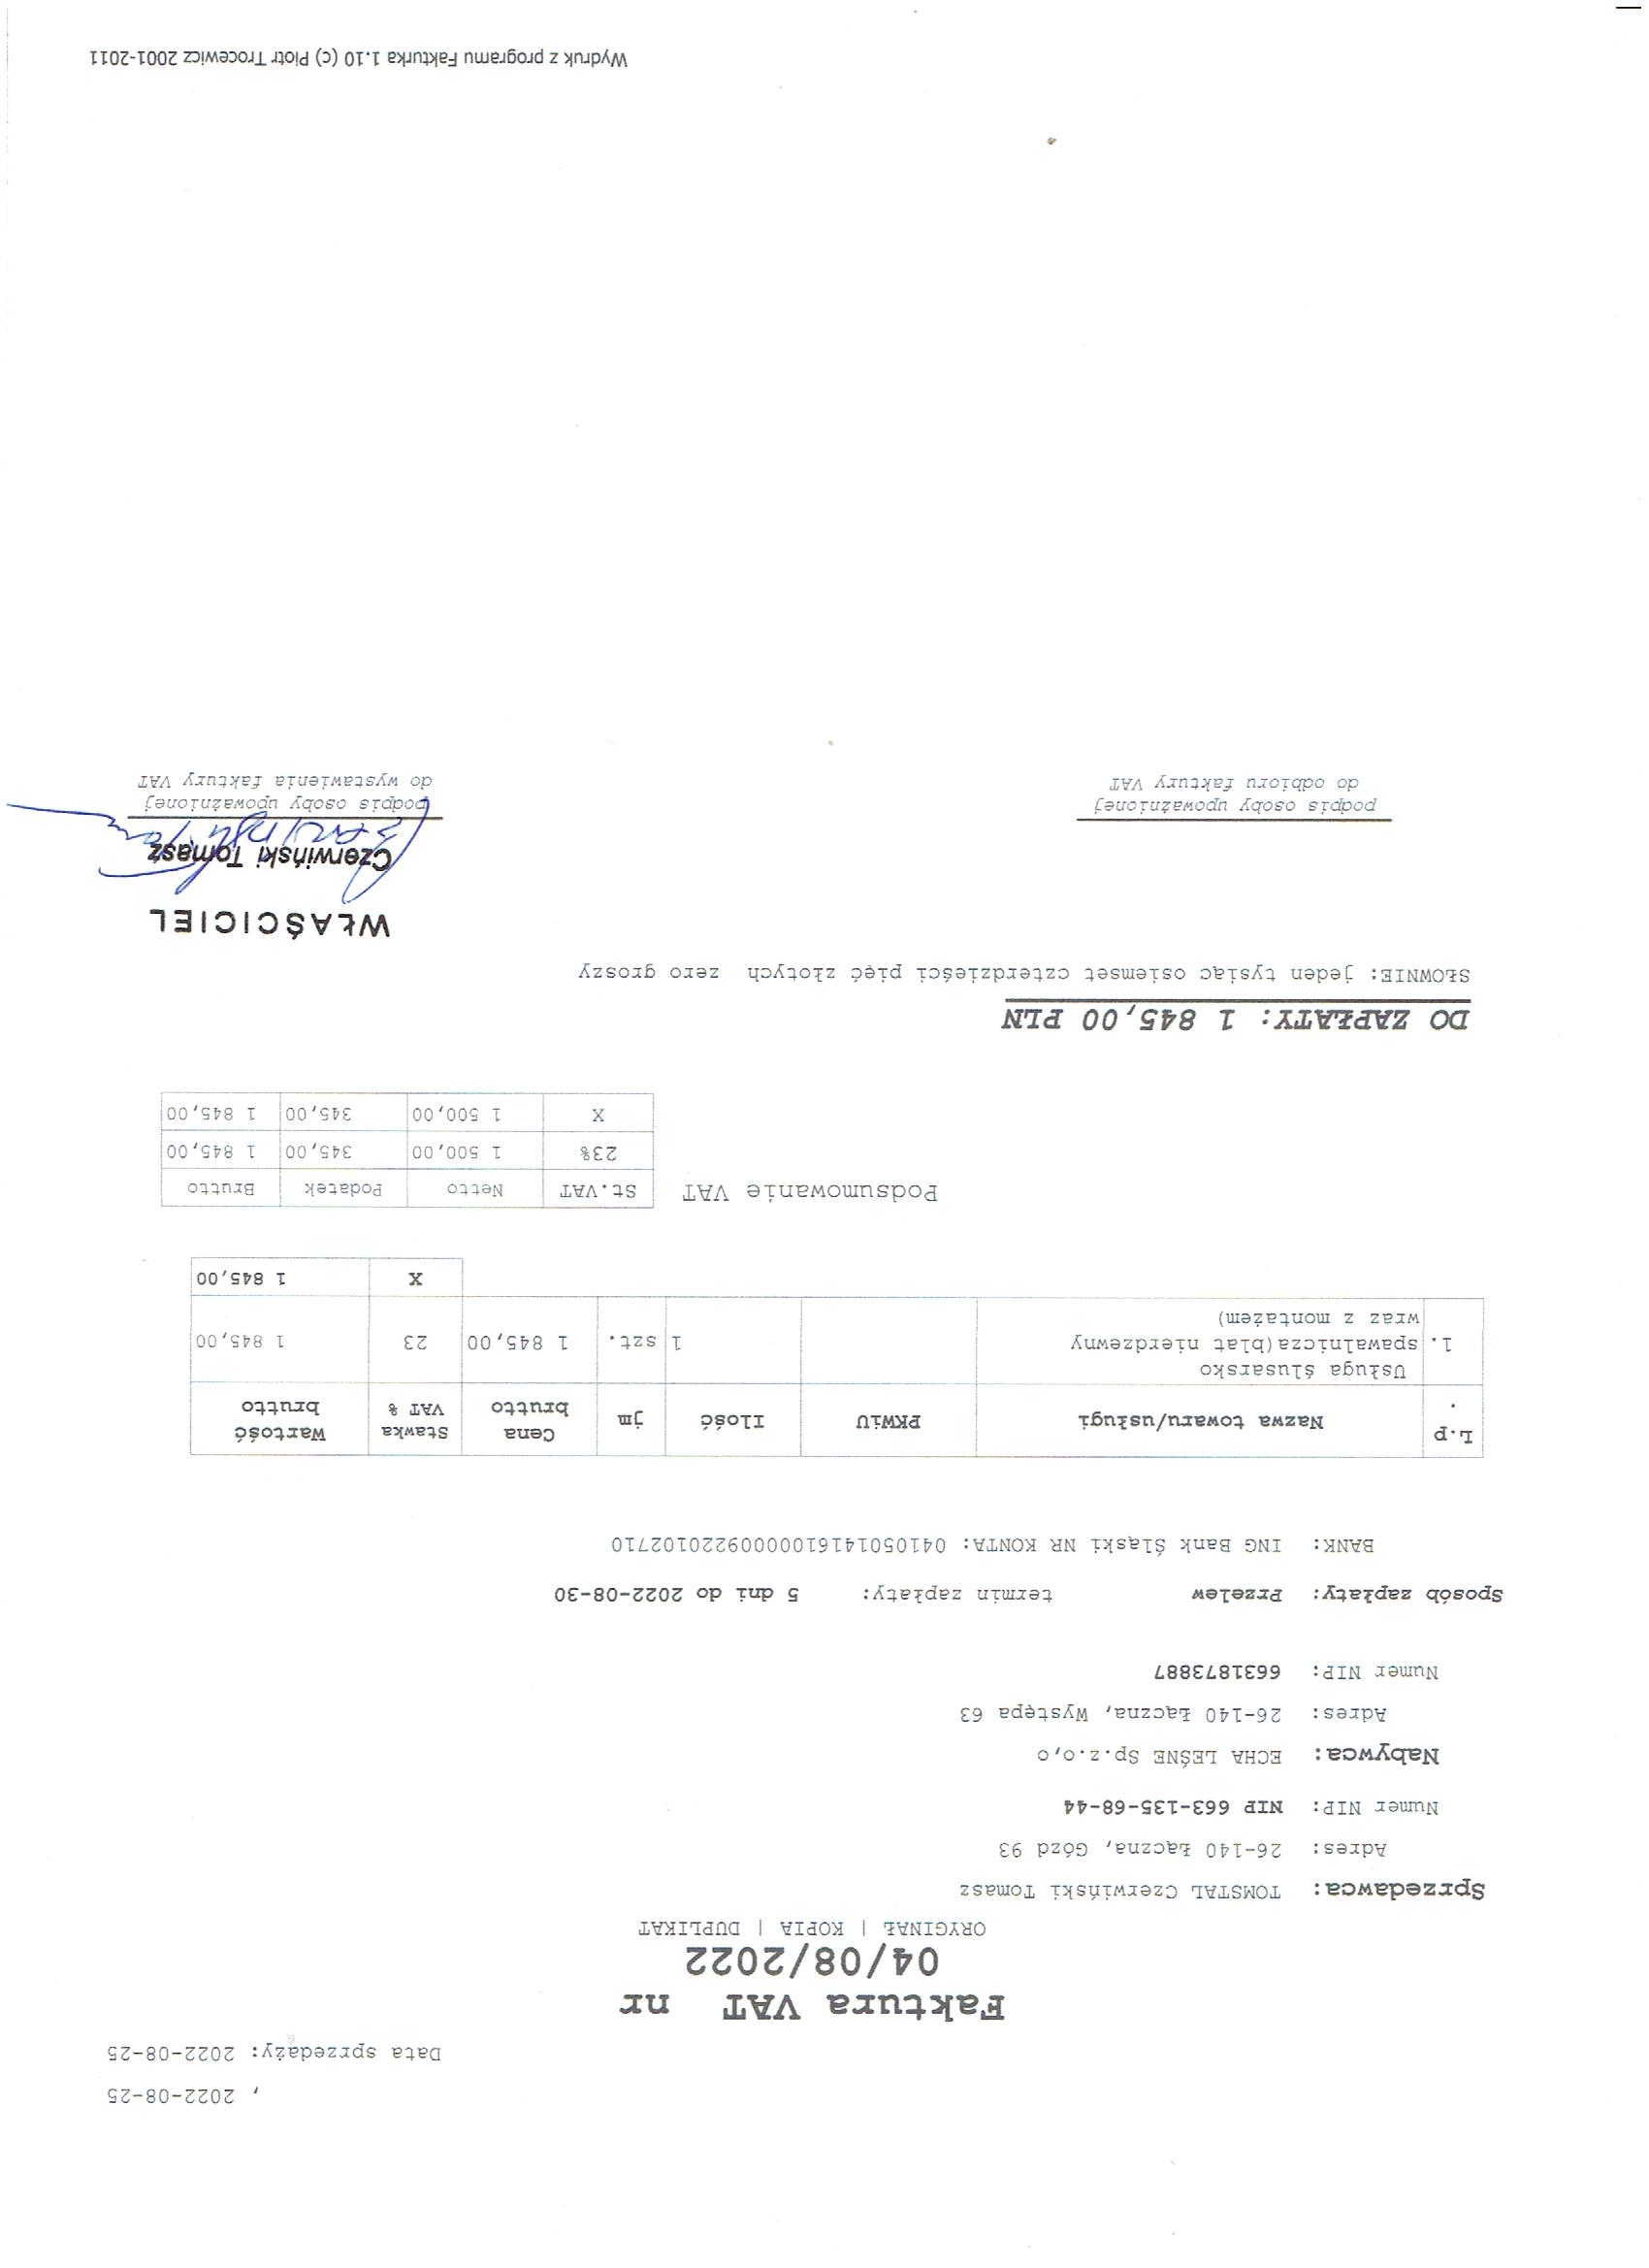 , 2022-08-25
Data sprzedaży: 2022-08-25
Faktura VAT nr
04/08/2022
ORYGINAŁ | KOPIA | DUPLIKAT
Sprzedawca: TOMSTAL Czerwiński Tomasz
Adres: 26-140 Łączna, Gózd 93
Numer NIP: NIP 663-135-68-44
Nabywca: ECHA LEŚNE Sp.z.o,o
Adres: 26-140 Łączna, Występa 63
Numer NIP: 6631873887
Sposób zapłaty: Przelew termin zapłaty: 5 dni do 2022-08-30
BANK: ING Bank Śląski NR KONTA: 04105014161000009220102710
L.p. Nazwa towaru/usługi PKWiU Ilość jm Cena brutto Stawka VAT % Wartość brutto
Usługa ślusarsko
1. spawalnicza(blat nierdzewny 1 szt. 1 845,00 23 1 845,00
wraz z montażem)
X 1 845,00
Podsumowanie VAT St.VAT Netto Podatek Brutto
23% 1 500,00 345,00 1 845,00
X 1 500,00 345,00 1 845,00
DO ZAPŁATY: 1 845,00 PLN
SŁOWNIE: jeden tysiąc osiemset czterdzieści pięć złotych zero groszy
WŁAŚCICIEL
Czerwiński Tomasz
podpis osoby upoważnionej podpis osoby upoważnionej
do odbioru faktury VAT do wystawienia faktury VAT
Wydruk z programu Fakturka 1.10 (c) Piotr Trocewicz 2001-2011